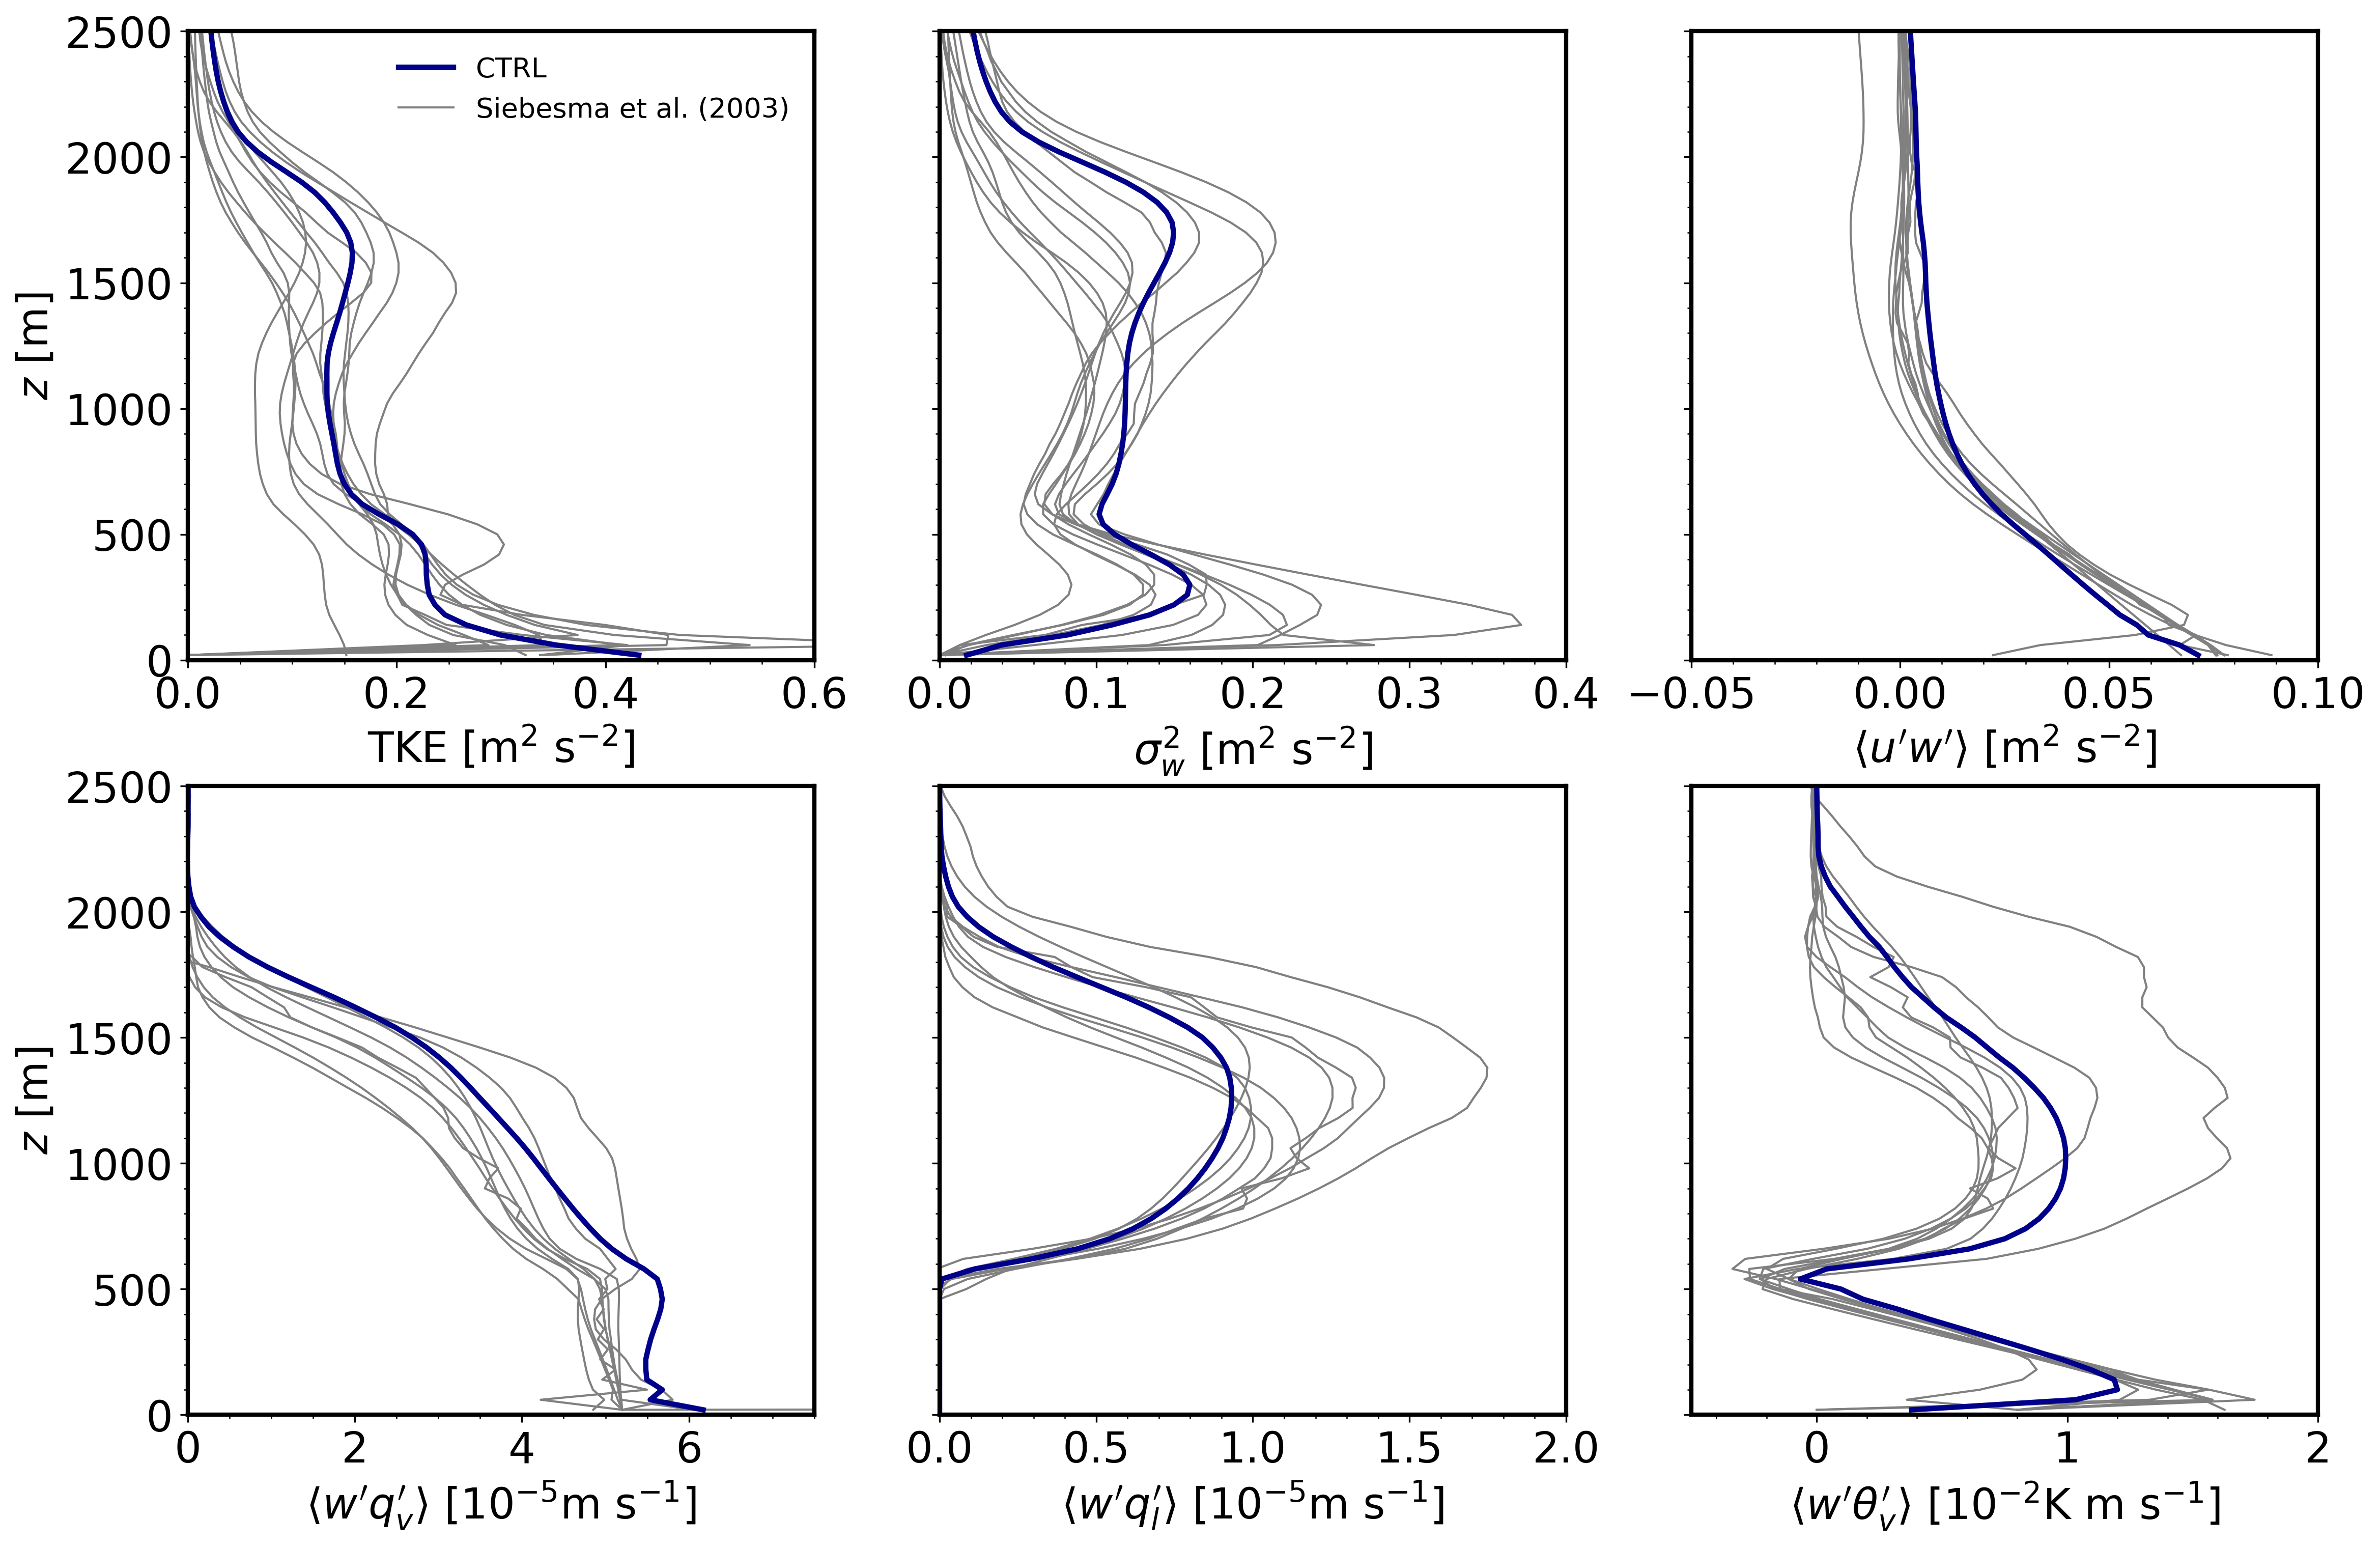 2500
2000
1500
1000
500
0
z [m]
CTRL
Siebesma et al. (2003)
0.0 0.2 0.4 0.6
TKE [m² s⁻²]
0.0 0.1 0.2 0.3 0.4
σ²w [m² s⁻²]
−0.05 0.00 0.05 0.10
⟨u′w′⟩ [m² s⁻²]
2500
2000
1500
1000
500
0
z [m]
0 2 4 6
⟨w′q′v⟩ [10⁻⁵m s⁻¹]
0.0 0.5 1.0 1.5 2.0
⟨w′q′l⟩ [10⁻⁵m s⁻¹]
0 1 2
⟨w′θ′v⟩ [10⁻²K m s⁻¹]